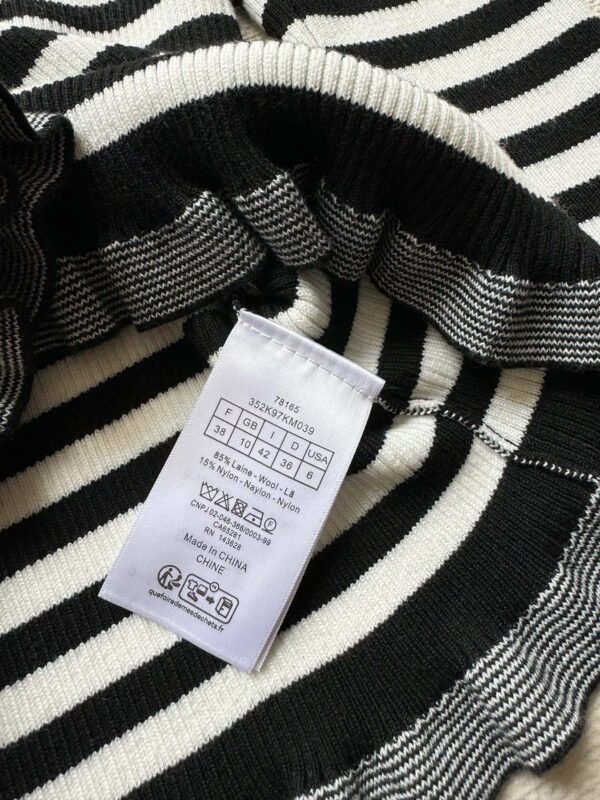 78165
352K97KM039
F GB I D USA
38 10 42 36 6
85% Laine - Wool - Lã
15% Nylon - Naylon - Nylon
F
CNPJ 02-046-366/0003-99
CA65281
RN 143628
Made In CHINA
CHINE
quefairedemesdechets.fr